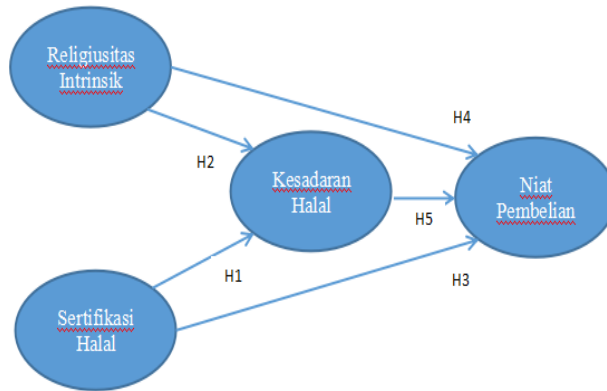 Religiusitas
Intrinsik
H4
H2
Kesadaran
Halal
Niat
Pembelian
H5
H1
H3
Sertifikasi
Halal